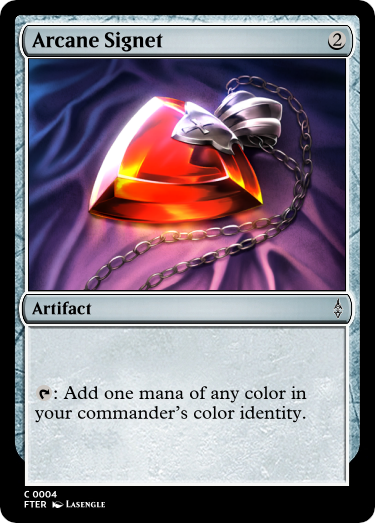 Arcane Signet 2
Artifact
: Add one mana of any color in
your commander's color identity.
C 0004
FTER Lasengle